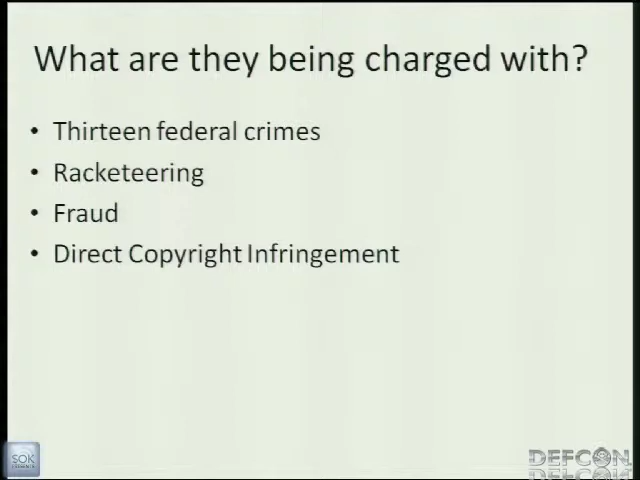 What are they being charged with?
• Thirteen federal crimes
• Racketeering
• Fraud
• Direct Copyright Infringement
SOK
DEFCON